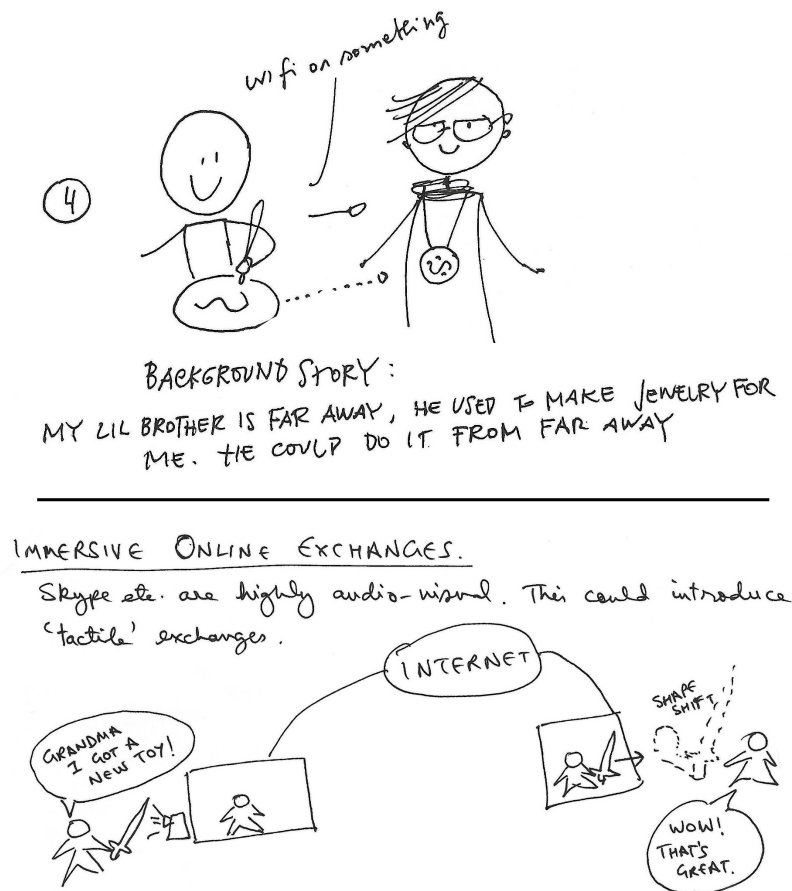 wifi or something
4
BACKGROUND STORY:
MY LIL BROTHER IS FAR AWAY, HE USED TO MAKE JEWELRY FOR
ME. HE COULD DO IT FROM FAR AWAY
IMMERSIVE ONLINE EXCHANGES.
Skype etc. are highly audio-visual. This could introduce
'tactile' exchanges.
INTERNET
GRANDMA
I GOT A
NEW TOY!
SHAPE
SHIFT
WOW!
THAT'S
GREAT.